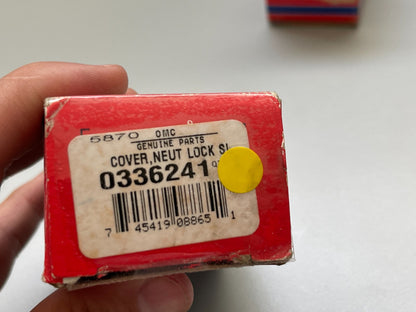 5870 OMC
GENUINE PARTS
COVER,NEUT LOCK SL
0336241
7 45419 08865 1